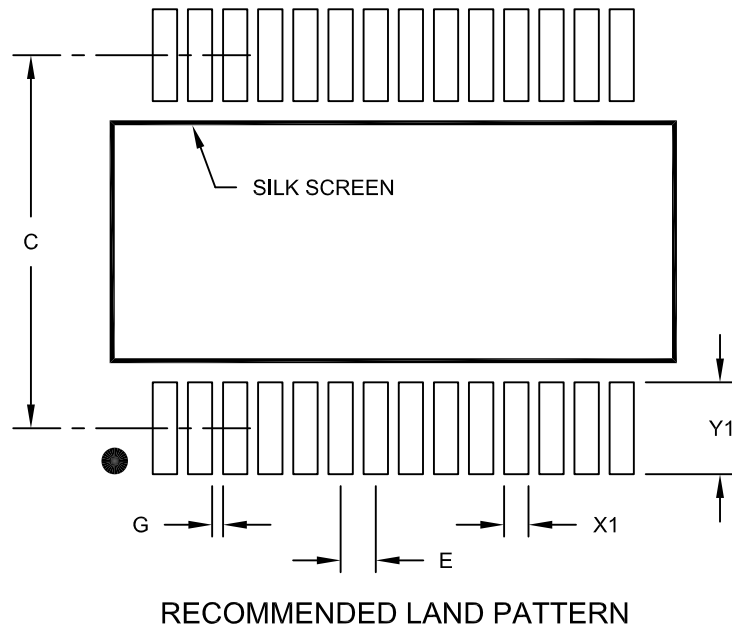 SILK SCREEN
C
Y1
G
X1
E
RECOMMENDED LAND PATTERN